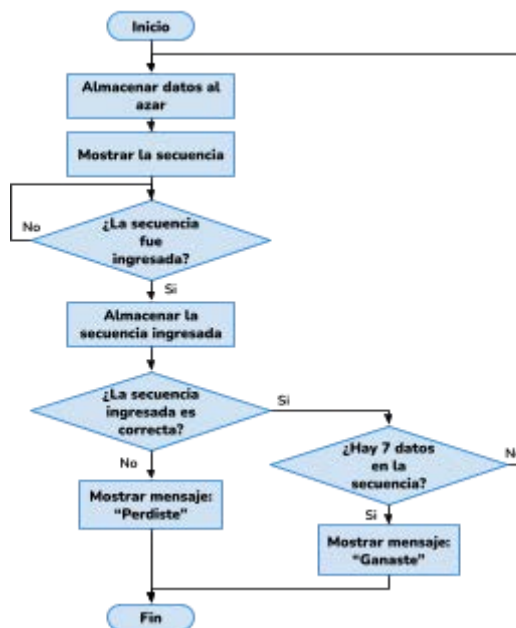 Inicio
Almacenar datos al
azar
Mostrar la secuencia
No
¿La secuencia
fue
ingresada?
Si
Almacenar la
secuencia ingresada
¿La secuencia
ingresada es
correcta?
Si
¿Hay 7 datos
en la
secuencia?
No
No
Si
Mostrar mensaje:
“Perdiste”
Mostrar mensaje:
“Ganaste”
Fin